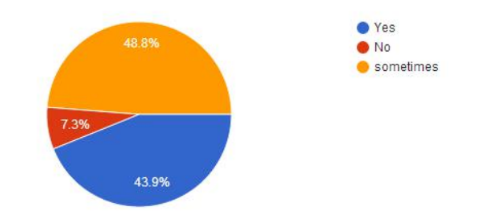 48.8%
7.3%
43.9%
Yes
No
sometimes